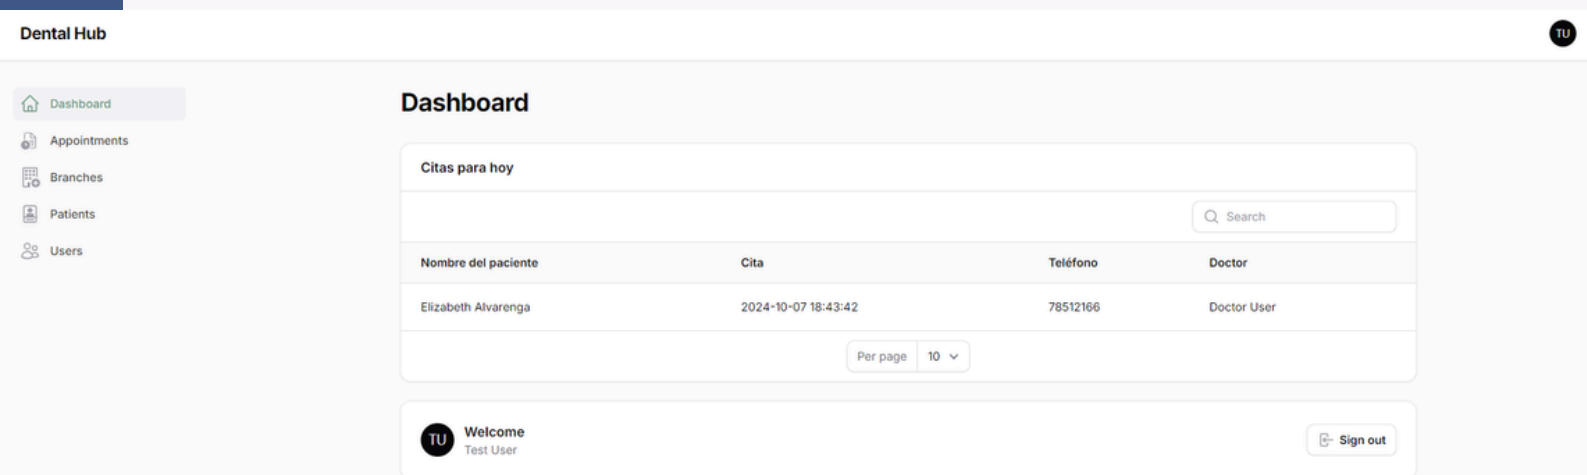 Dental Hub
TU
Dashboard
Appointments
Branches
Patients
Users
Dashboard
Citas para hoy
Search
Nombre del paciente Cita Teléfono Doctor
Elizabeth Alvarenga 2024-10-07 18:43:42 78512166 Doctor User
Per page 10
TU
Welcome
Test User
Sign out